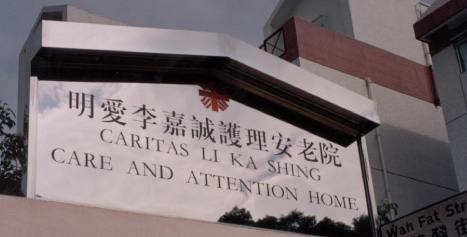 明愛李嘉誠護理安老院
CARITAS LI KA SHING
CARE AND ATTENTION HOME
Wah Fat Str